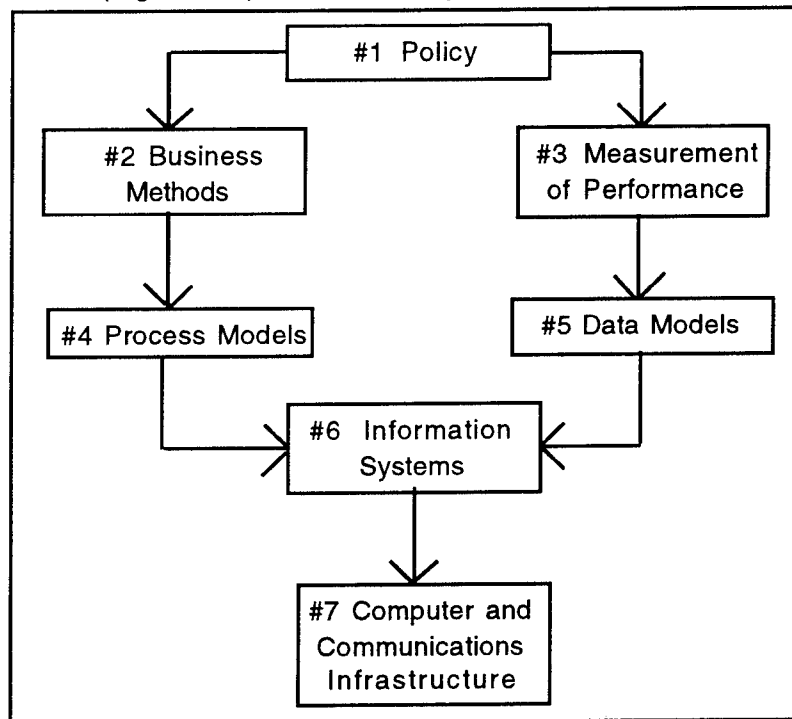 #1 Policy
#2 Business
Methods
#3 Measurement
of Performance
#4 Process Models
#5 Data Models
#6 Information
Systems
#7 Computer and
Communications
Infrastructure